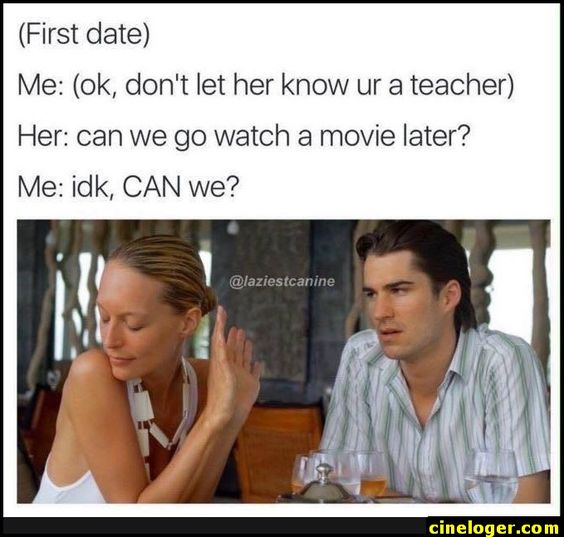 (First date)
Me: (ok, don't let her know ur a teacher)
Her: can we go watch a movie later?
Me: idk, CAN we?
@laziestcanine
cineloger.com